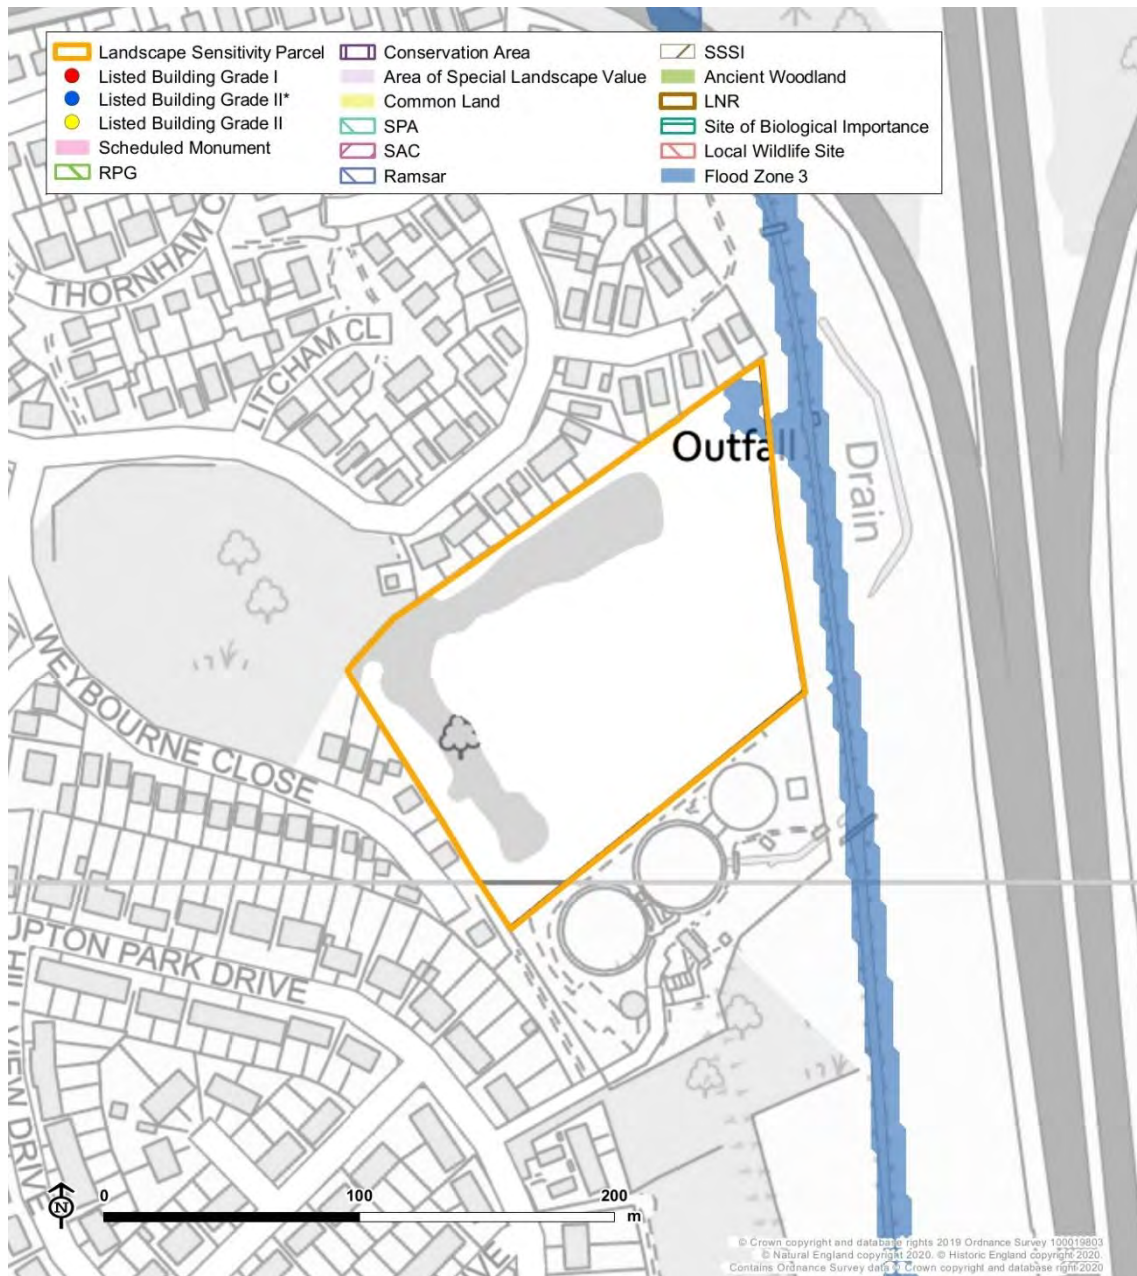 Landscape Sensitivity Parcel
Listed Building Grade I
Listed Building Grade II*
Listed Building Grade II
Scheduled Monument
RPG
Conservation Area
Area of Special Landscape Value
Common Land
SPA
SAC
Ramsar
SSSI
Ancient Woodland
LNR
Site of Biological Importance
Local Wildlife Site
Flood Zone 3
THORNHAM C
LITCHAM CL
Outfall
Drain
WEYBOURNE CLOSE
UPTON PARK DRIVE
VIEW DRIVE
VE
N
0 100 200
m
© Crown copyright and database rights 2019 Ordnance Survey 100019803
© Natural England copyright 2020. © Historic England copyright 2020.
Contains Ordnance Survey data © Crown copyright and database right 2020